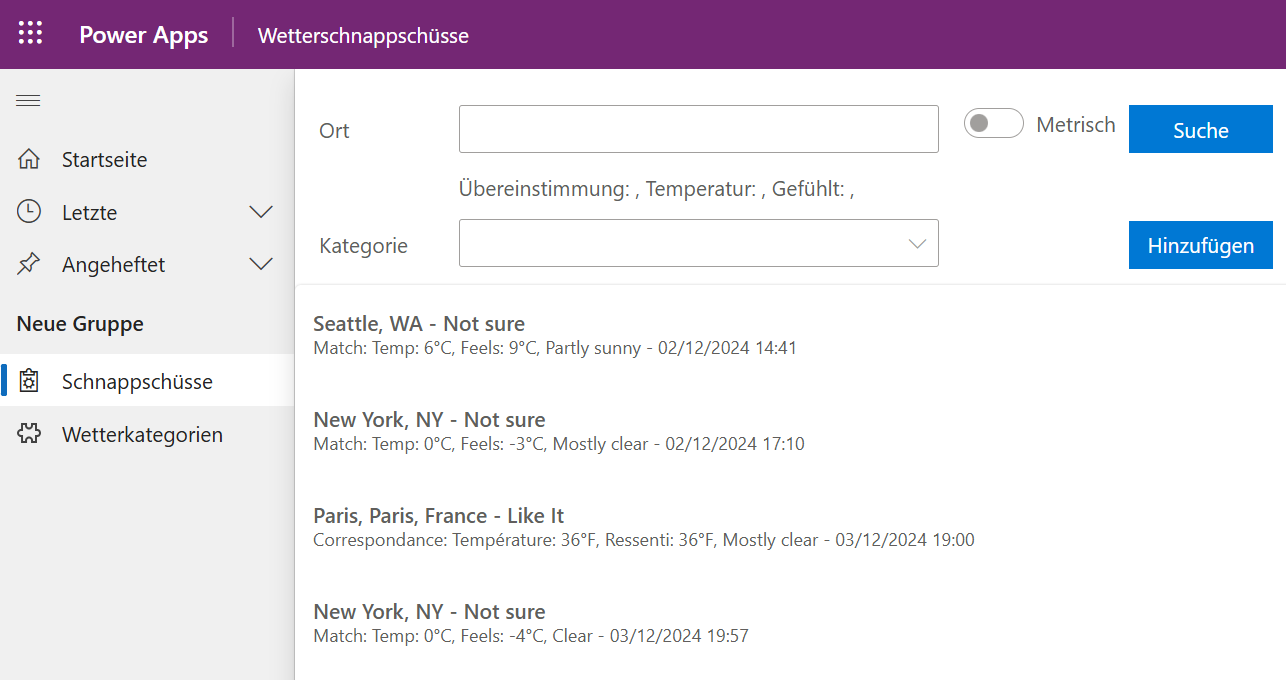 Power Apps
Wetterschnappschüsse
Startseite
Letzte
Angeheftet
Neue Gruppe
Schnappschüsse
Wetterkategorien
Ort
Metrisch
Suche
Übereinstimmung: , Temperatur: , Gefühlt: ,
Kategorie
Hinzufügen
Seattle, WA - Not sure
Match: Temp: 6°C, Feels: 9°C, Partly sunny - 02/12/2024 14:41
New York, NY - Not sure
Match: Temp: 0°C, Feels: -3°C, Mostly clear - 02/12/2024 17:10
Paris, Paris, France - Like It
Correspondance: Température: 36°F, Ressenti: 36°F, Mostly clear - 03/12/2024 19:00
New York, NY - Not sure
Match: Temp: 0°C, Feels: -4°C, Clear - 03/12/2024 19:57